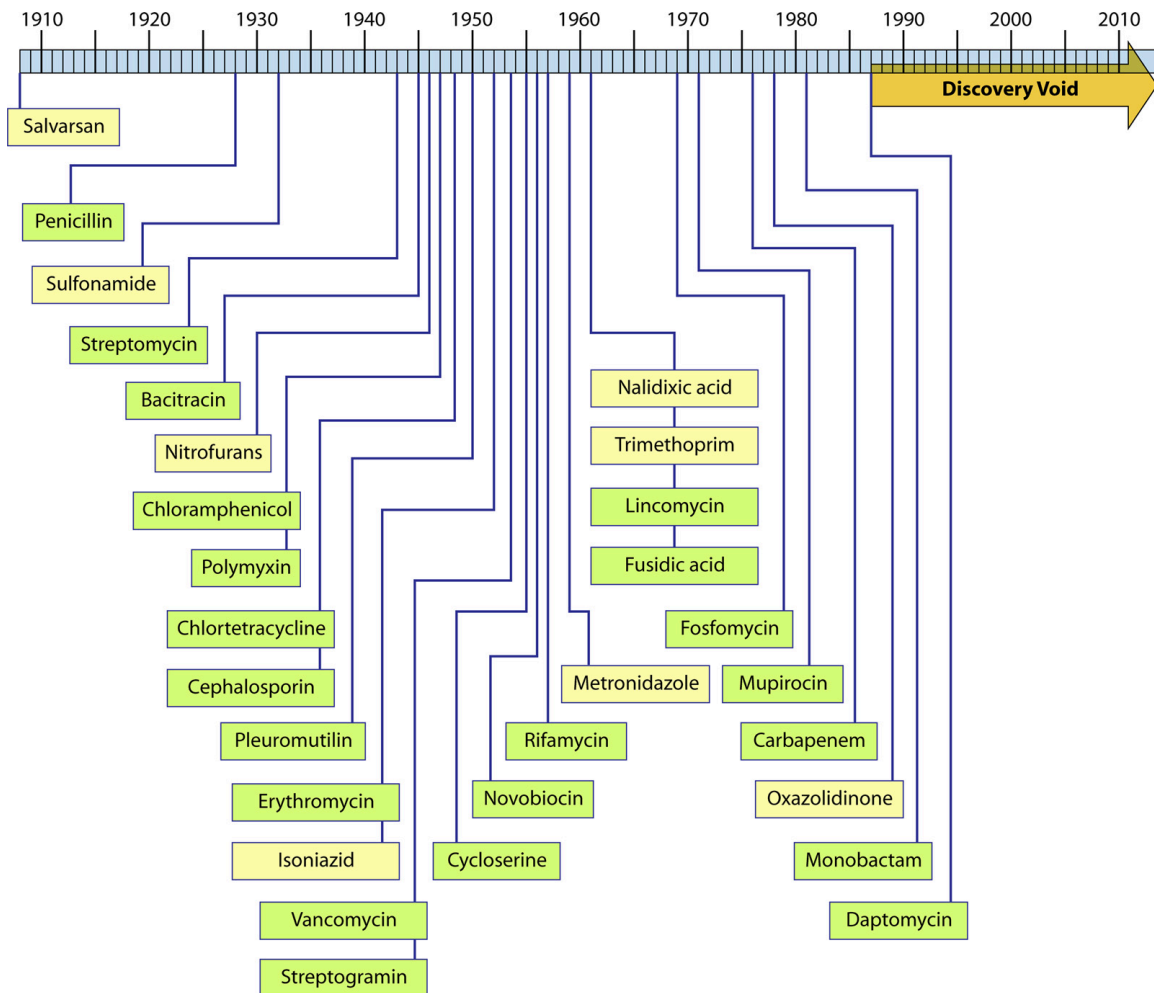 1910 1920 1930 1940 1950 1960 1970 1980 1990 2000 2010
Discovery Void
Salvarsan
Penicillin
Sulfonamide
Streptomycin
Bacitracin
Nitrofurans
Chloramphenicol
Polymyxin
Chlortetracycline
Cephalosporin
Pleuromutilin
Erythromycin
Isoniazid
Vancomycin
Streptogramin
Cycloserine
Novobiocin
Rifamycin
Metronidazole
Nalidixic acid
Trimethoprim
Lincomycin
Fusidic acid
Fosfomycin
Mupirocin
Carbapenem
Oxazolidinone
Monobactam
Daptomycin